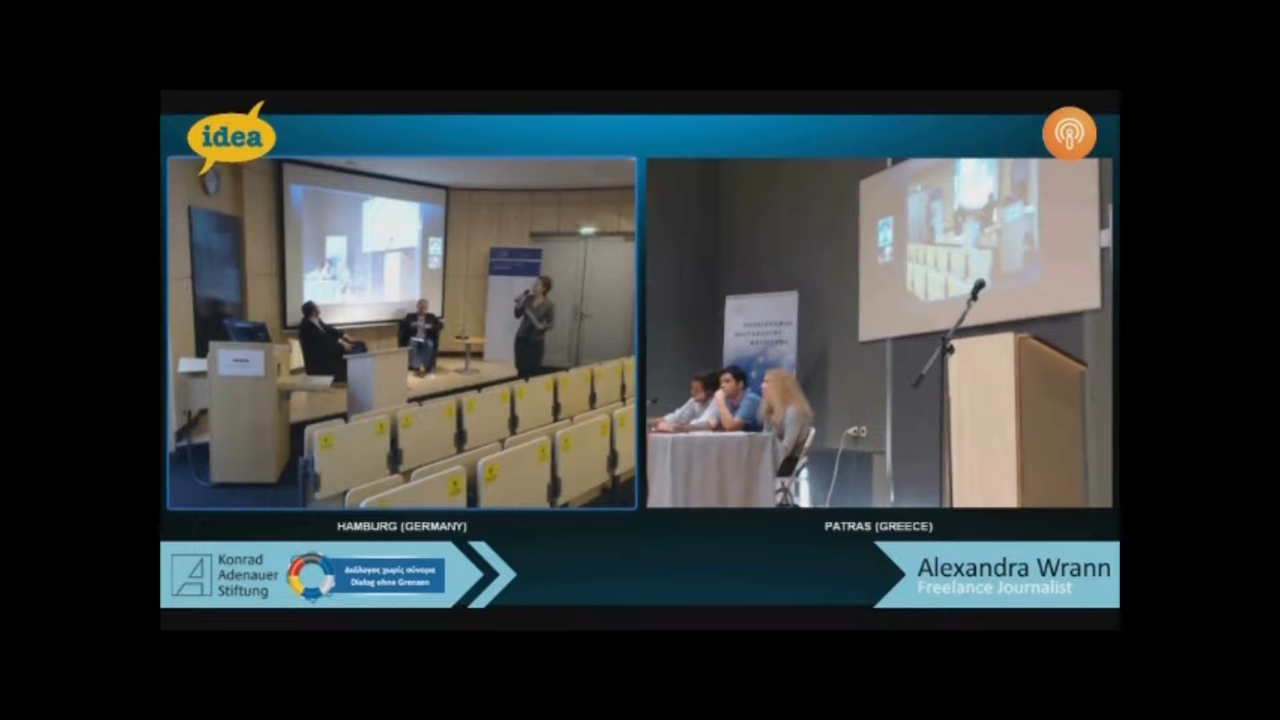 idea
HAMBURG (GERMANY)
PATRAS (GREECE)
Konrad
Adenauer
Stiftung
Διάλογος χωρίς σύνορα
Dialog ohne Grenzen
Alexandra Wrann
Freelance Journalist